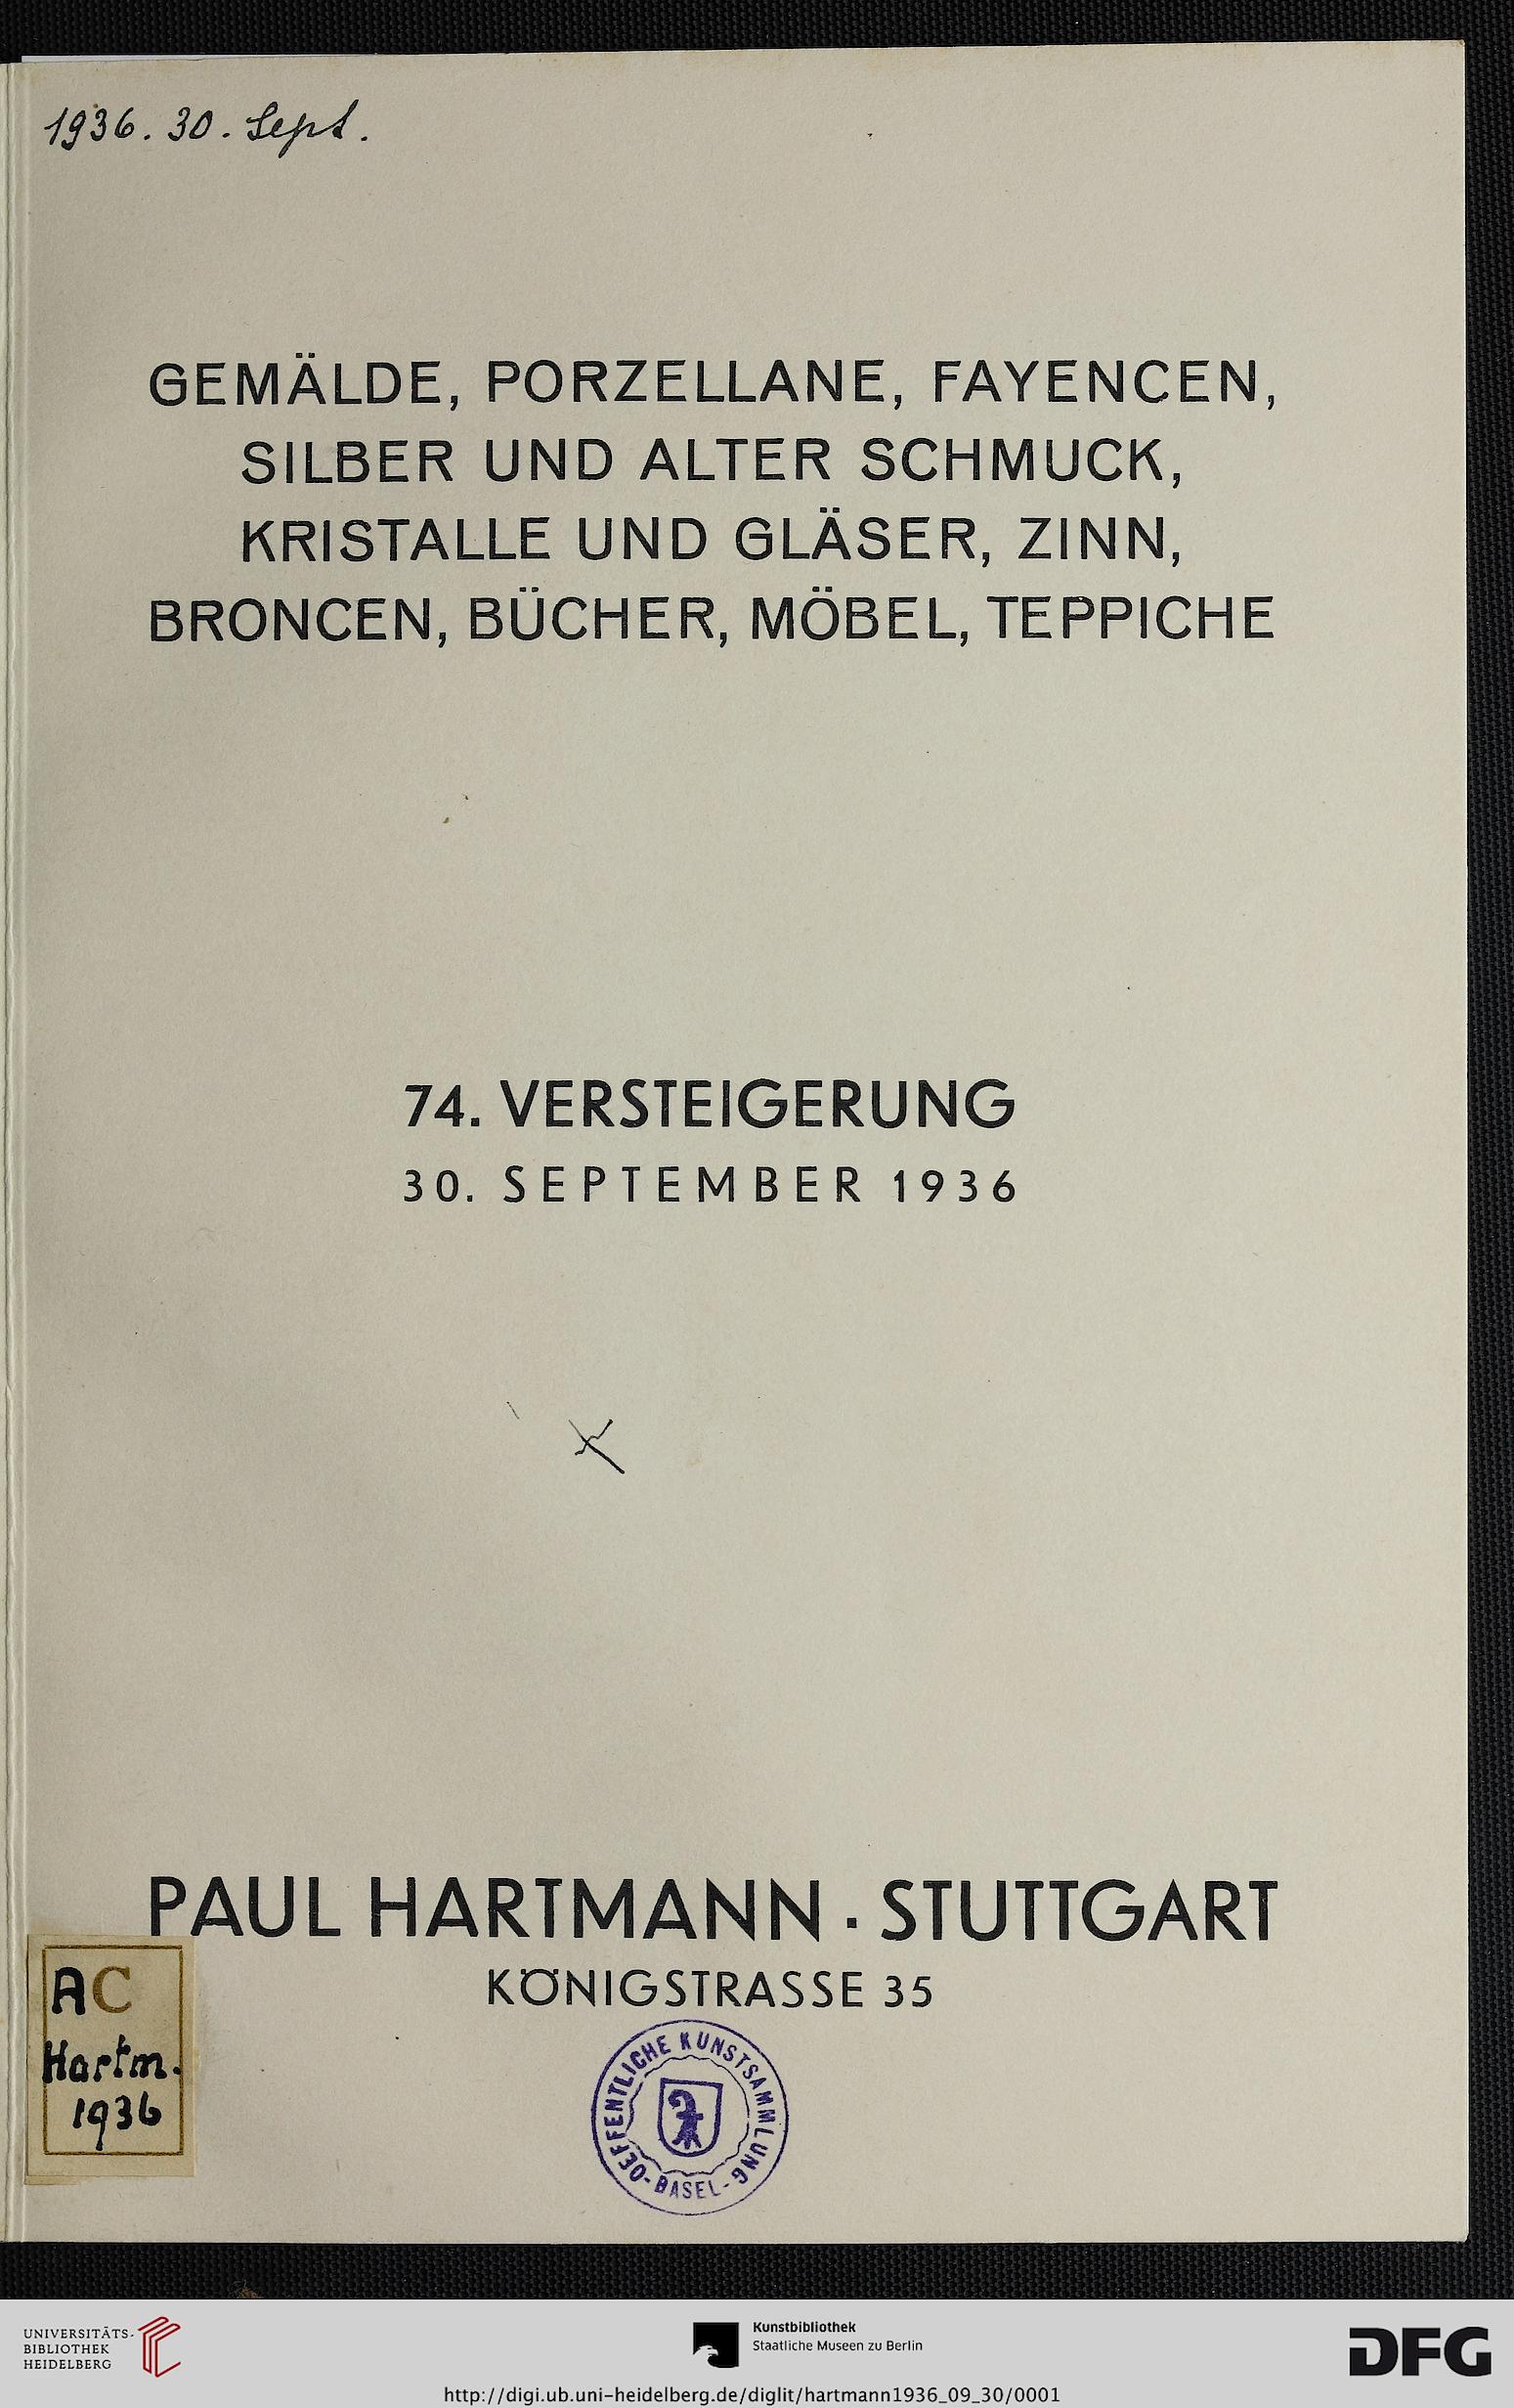 1936. 30. Sept.
GEMÄLDE, PORZELLANE, FAYENCEN,
SILBER UND ALTER SCHMUCK,
KRISTALLE UND GLÄSER, ZINN,
BRONCEN, BÜCHER, MÖBEL, TEPPICHE
74. VERSTEIGERUNG
30. SEPTEMBER 1936
PAUL HARTMANN · STUTTGART
KÖNIGSTRASSE 35
AC
Hartm.
1936
OEFFENTLICHE KUNSTSAMMLUNG
-BASEL-
UNIVERSITÄTS-
BIBLIOTHEK
HEIDELBERG
Kunstbibliothek
Staatliche Museen zu Berlin
DFG
http://digi.ub.uni-heidelberg.de/diglit/hartmann1936_09_30/0001